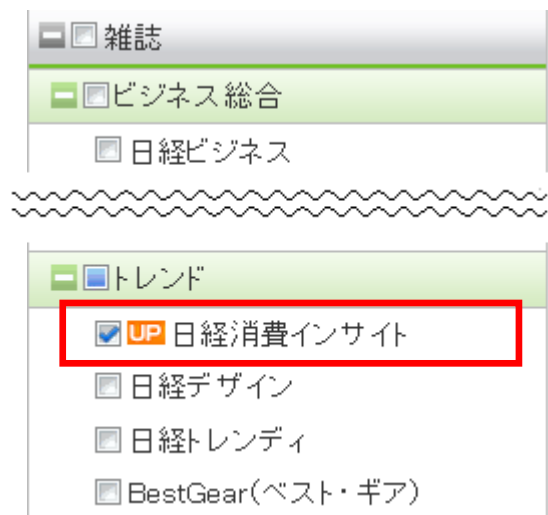 雑誌
ビジネス総合
日経ビジネス
トレンド
UP 日経消費インサイト
日経デザイン
日経トレンディ
BestGear(ベスト・ギア)